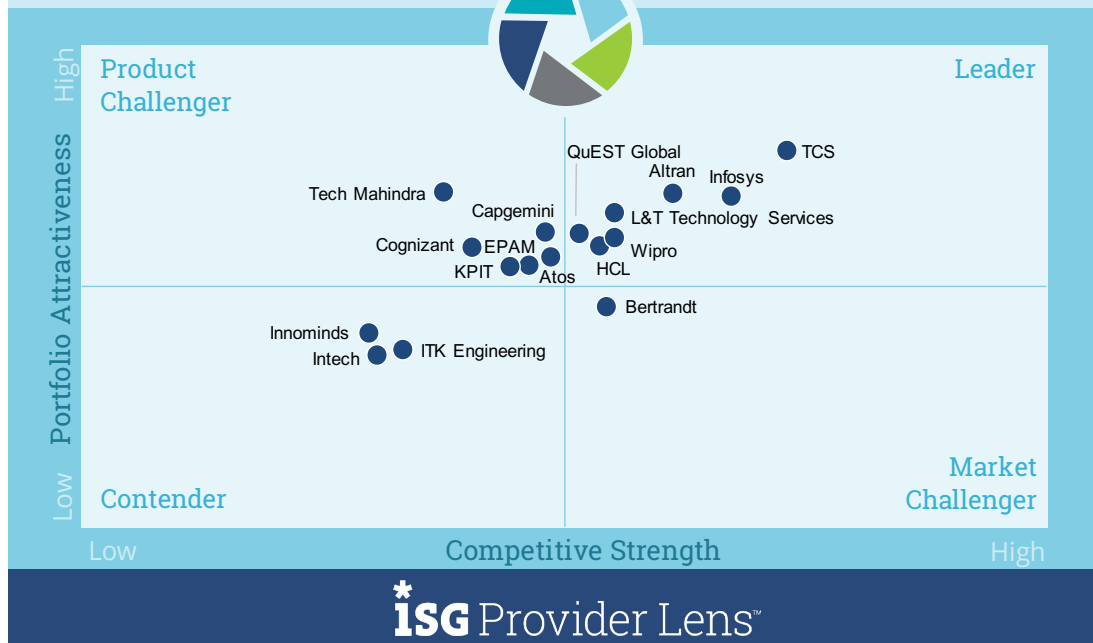 Product
Challenger
Leader
High
Portfolio Attractiveness
Low
QuEST Global
TCS
Altran
Infosys
Tech Mahindra
Capgemini
L&T Technology Services
Cognizant
EPAM
Wipro
KPIT
Atos
HCL
Bertrandt
Innominds
Intech
ITK Engineering
Contender
Market
Challenger
Low
Competitive Strength
High
ISG Provider Lens™